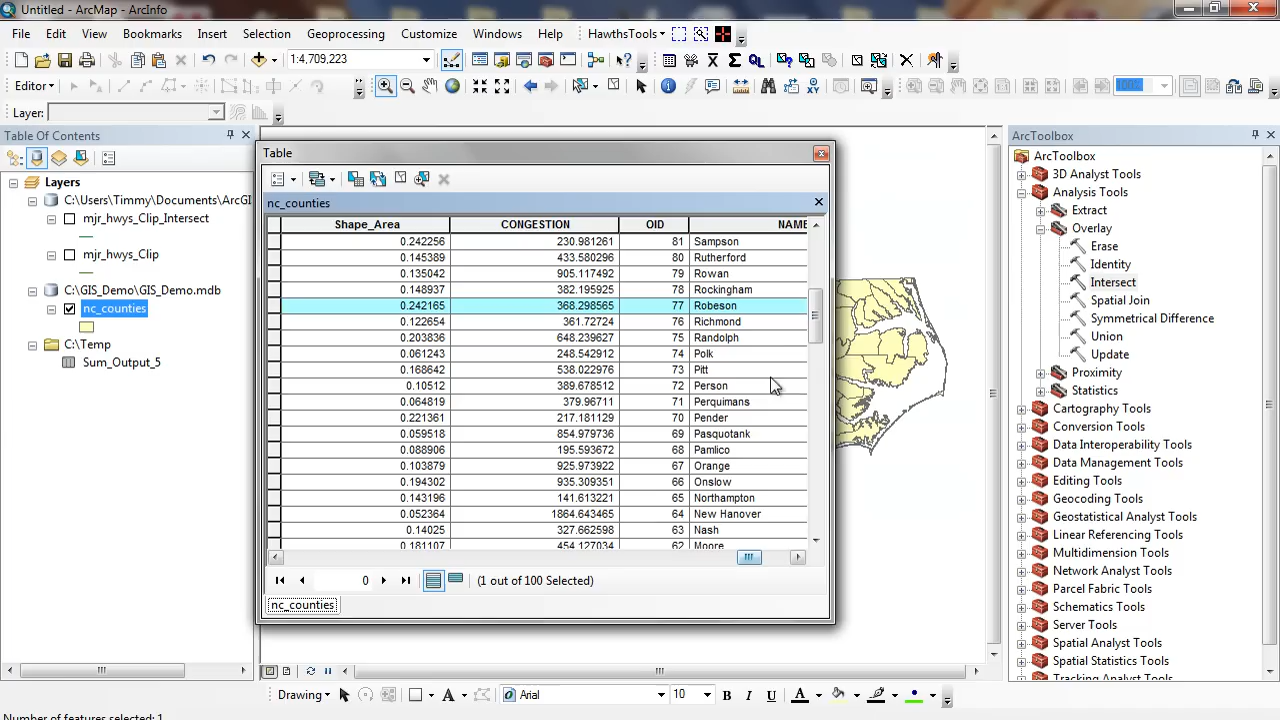 Untitled - ArcMap - ArcInfo
File Edit View Bookmarks Insert Selection Geoprocessing Customize Windows Help HawthsTools
1:4,709,223
Editor
100%
Layer:
Table Of Contents
Layers
C:\Users\Timmy\Documents\ArcGI
mjr_hwys_Clip_Intersect
mjr_hwys_Clip
C:\GIS_Demo\GIS_Demo.mdb
nc_counties
C:\Temp
Sum_Output_5
Table
nc_counties
Shape_Area CONGESTION OID NAME
0.242256 230.981261 81 Sampson
0.145389 433.580296 80 Rutherford
0.135042 905.117492 79 Rowan
0.148937 382.195925 78 Rockingham
0.242165 368.298565 77 Robeson
0.122654 361.72724 76 Richmond
0.203836 648.239627 75 Randolph
0.061243 248.542912 74 Polk
0.168642 538.022976 73 Pitt
0.10512 389.678512 72 Person
0.064819 379.96711 71 Perquimans
0.221361 217.181129 70 Pender
0.059518 854.979736 69 Pasquotank
0.088906 195.593672 68 Pamlico
0.103879 925.973922 67 Orange
0.194302 935.309351 66 Onslow
0.143196 141.613221 65 Northampton
0.052364 1864.643465 64 New Hanover
0.14025 327.662598 63 Nash
0.181107 454.127034 62 Moore
0 (1 out of 100 Selected)
nc_counties
ArcToolbox
ArcToolbox
3D Analyst Tools
Analysis Tools
Extract
Overlay
Erase
Identity
Intersect
Spatial Join
Symmetrical Difference
Union
Update
Proximity
Statistics
Cartography Tools
Conversion Tools
Data Interoperability Tools
Data Management Tools
Editing Tools
Geocoding Tools
Geostatistical Analyst Tools
Linear Referencing Tools
Multidimension Tools
Network Analyst Tools
Parcel Fabric Tools
Schematics Tools
Server Tools
Spatial Analyst Tools
Spatial Statistics Tools
Tracking Analyst Tools
Drawing Arial 10 B I U A
Number of features selected: 1